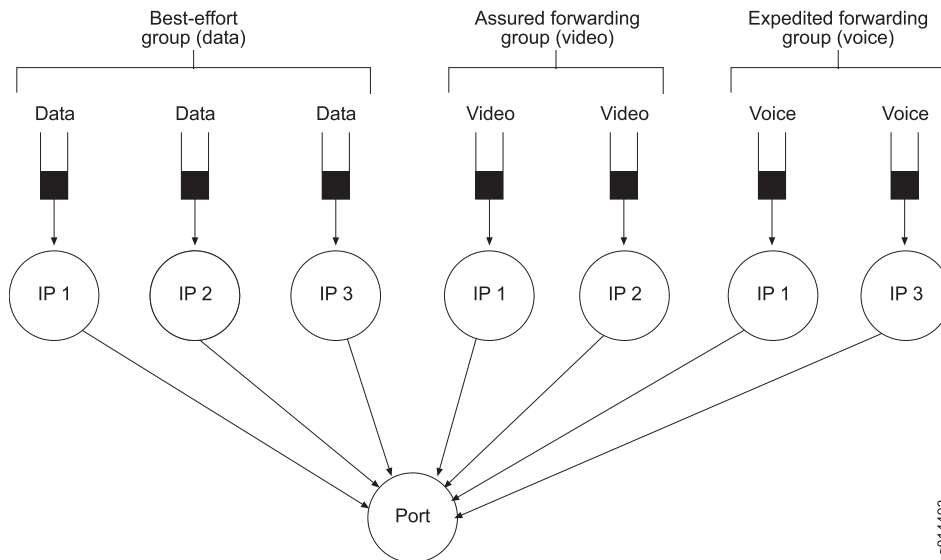 Best-effort
group (data)
Assured forwarding
group (video)
Expedited forwarding
group (voice)
Data
Data
Data
Video
Video
Voice
Voice
IP 1
IP 2
IP 3
IP 1
IP 2
IP 1
IP 3
Port